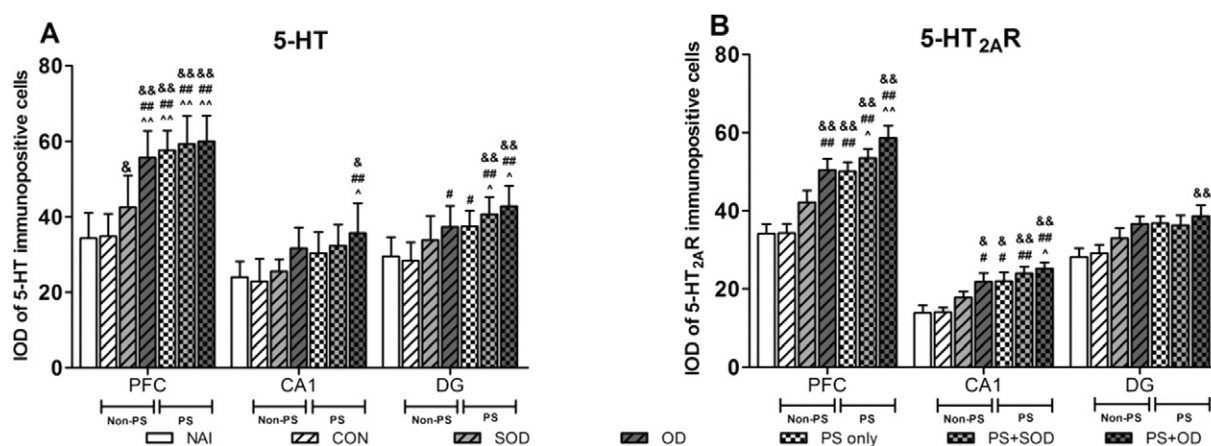 A
5-HT
IOD of 5-HT immunopositive cells
80
60
40
20
0
&
&& ## ^^
&& ## ^^
&& ## ^^
&& ## ^^
& ## ^
#
#
&& ## ^
&& ## ^
PFC CA1 DG
Non-PS PS Non-PS PS Non-PS PS
B
5-HT2AR
IOD of 5-HT2AR immunopositive cells
80
60
40
20
0
&& ##
&& ##
&& ## ^
&& ## ^^
& #
& #
&& ##
&& ## ^
&&
PFC CA1 DG
Non-PS PS Non-PS PS Non-PS PS
NAI CON SOD OD PS only PS+SOD PS+OD